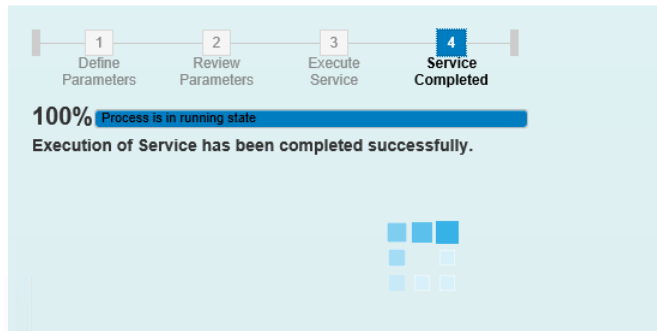 1 2 3 4
Define Review Execute Service
Parameters Parameters Service Completed
100% Process is in running state
Execution of Service has been completed successfully.